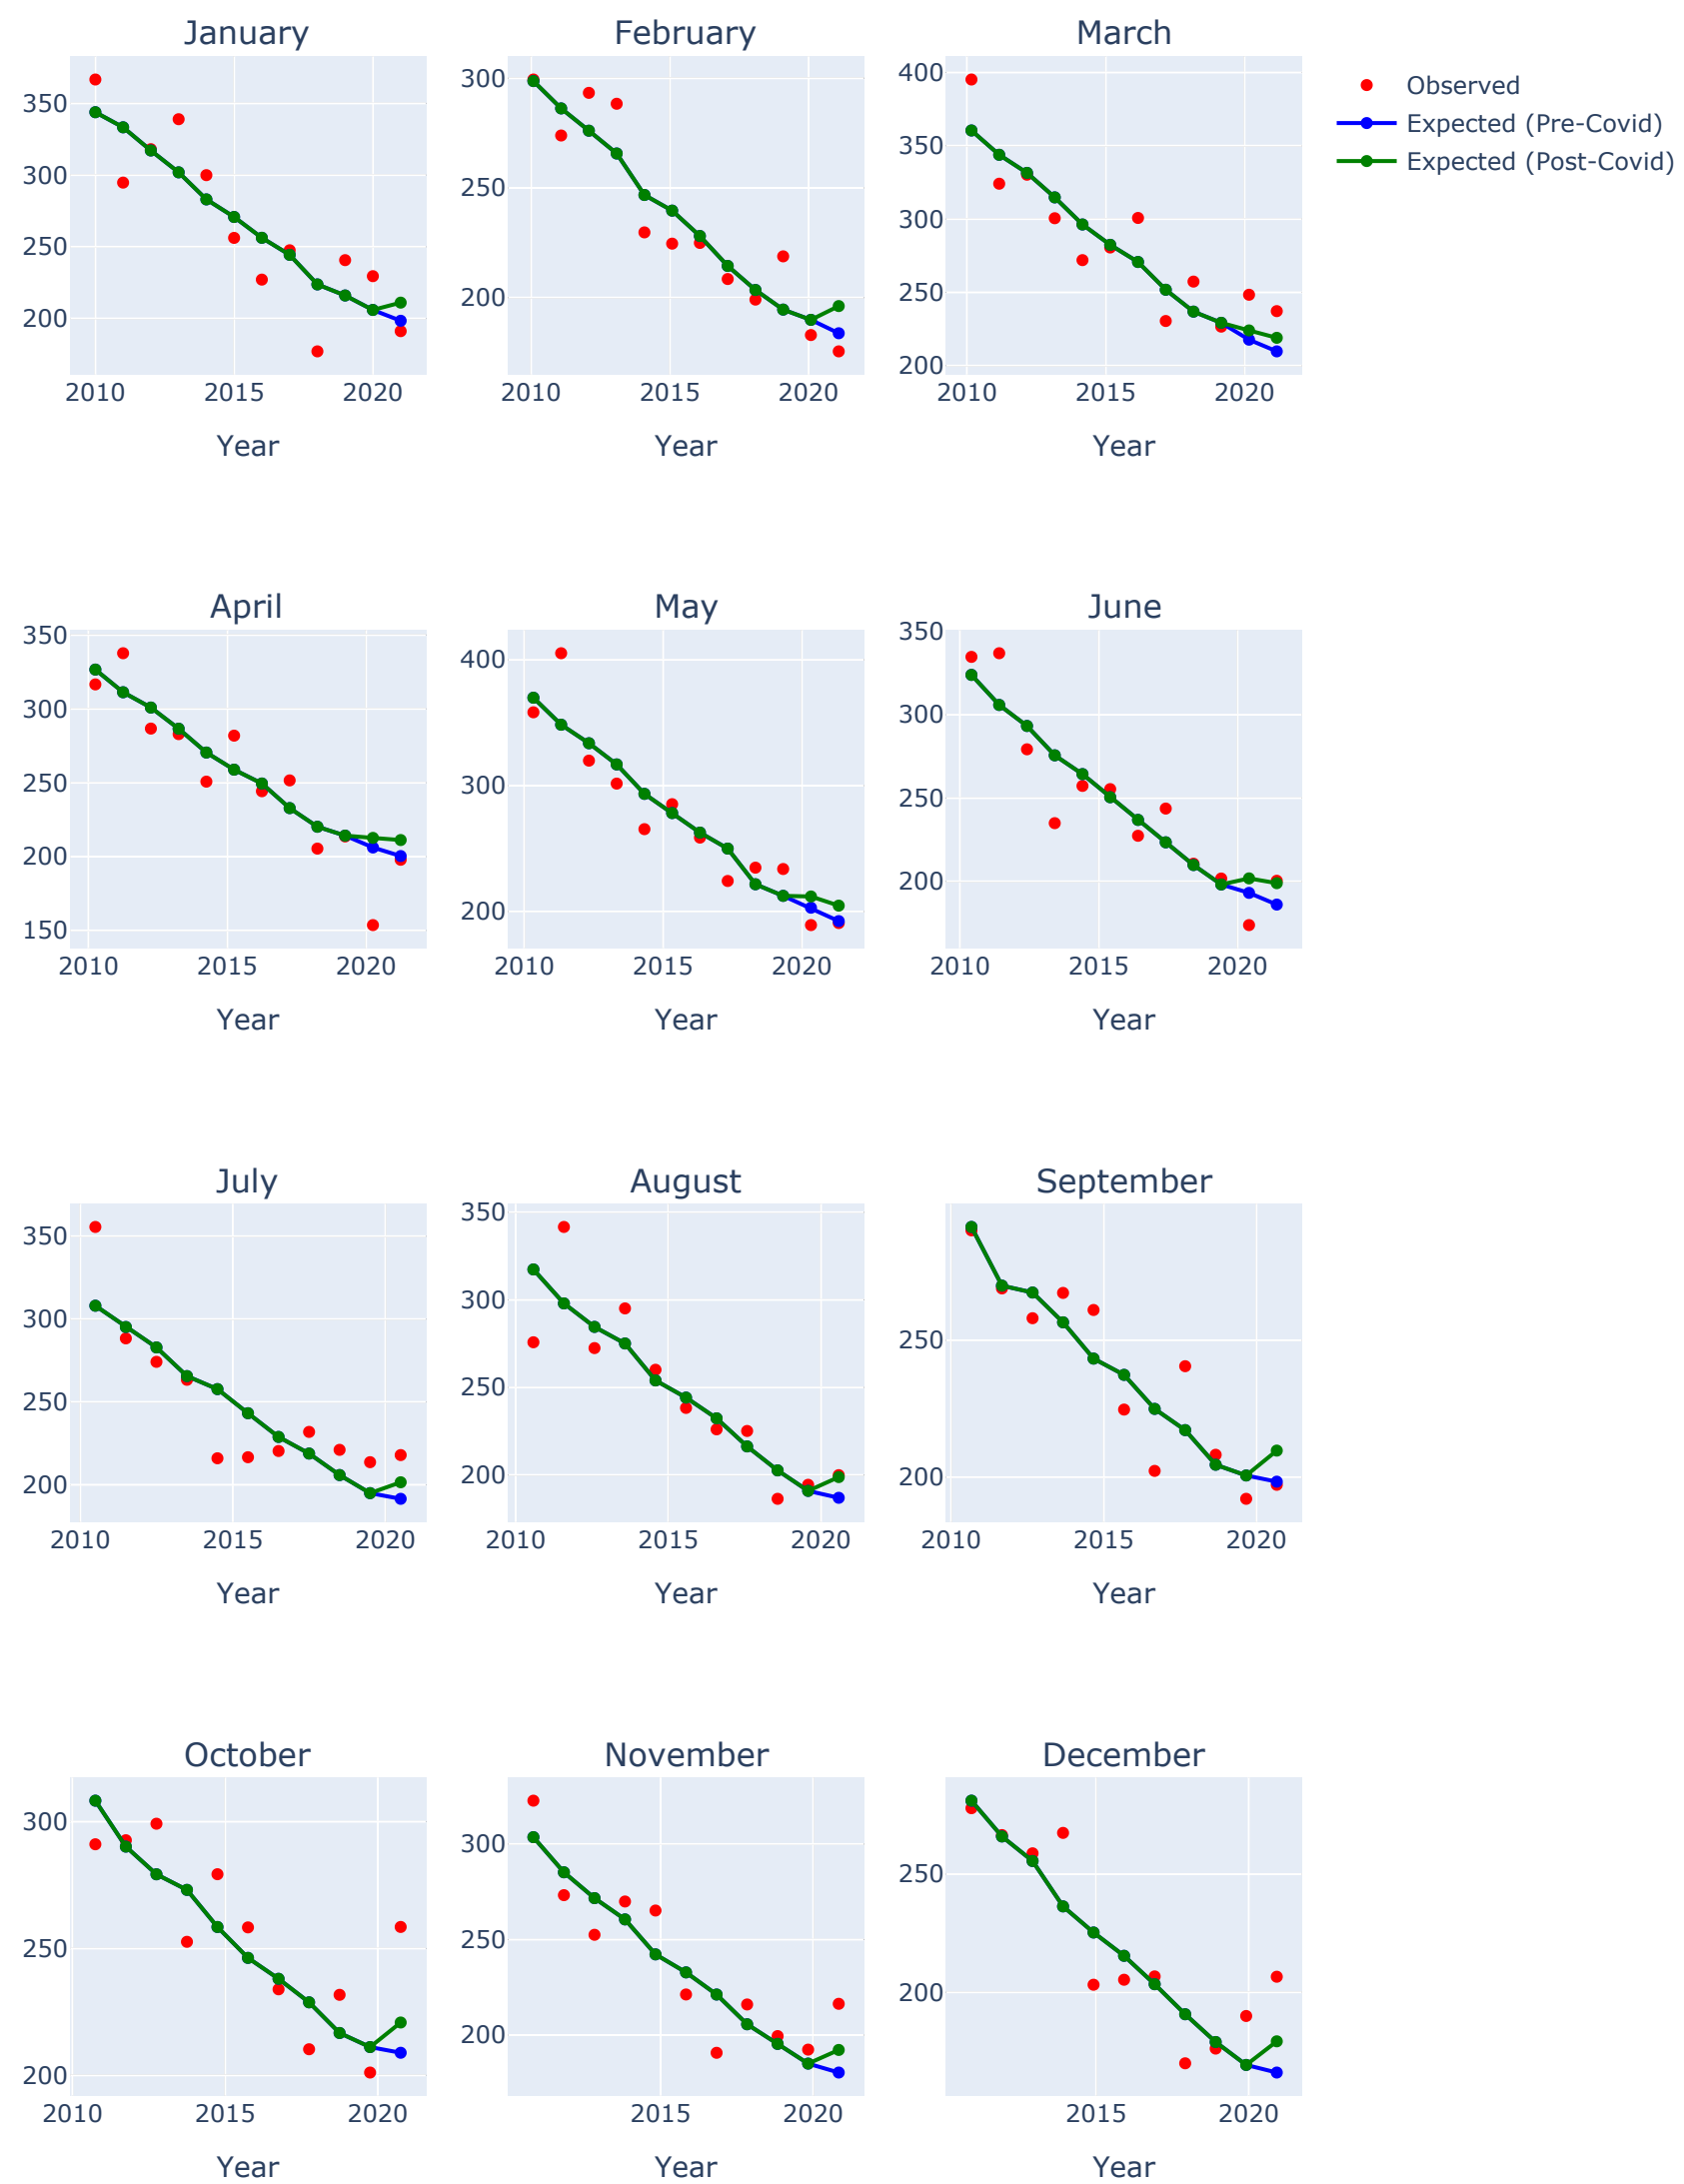 January February March
400 350 300 250 200
300 250 200
400 350 300 250 200
Observed
Expected (Pre-Covid)
Expected (Post-Covid)
2010 2015 2020 2010 2015 2020 2010 2015 2020
Year Year Year
April May June
350 300 250 200 150
400 300 200
350 300 250 200
2010 2015 2020 2010 2015 2020 2010 2015 2020
Year Year Year
July August September
350 300 250 200
350 300 250 200
250 200
2010 2015 2020 2010 2015 2020 2010 2015 2020
Year Year Year
October November December
300 250 200
300 250 200
250 200
2010 2015 2020 2015 2020 2015 2020
Year Year Year